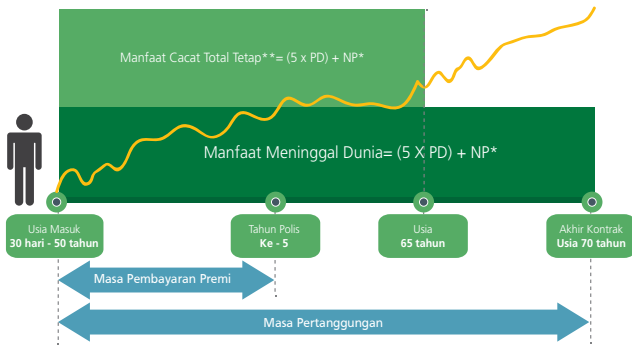 Manfaat Cacat Total Tetap**= (5 x PD) + NP*
Manfaat Meninggal Dunia= (5 X PD) + NP*
Usia Masuk
30 hari - 50 tahun
Tahun Polis
Ke - 5
Usia
65 tahun
Akhir Kontrak
Usia 70 tahun
Masa Pembayaran Premi
Masa Pertanggungan